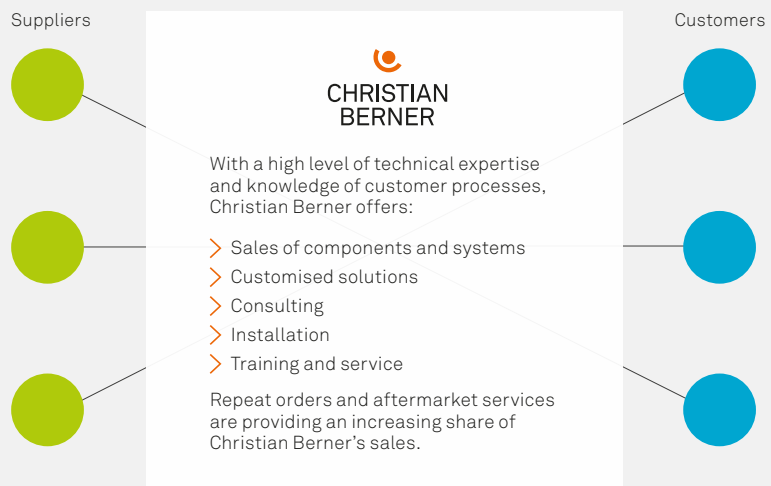 Suppliers
Customers
CHRISTIAN
BERNER
With a high level of technical expertise
and knowledge of customer processes,
Christian Berner offers:
Sales of components and systems
Customised solutions
Consulting
Installation
Training and service
Repeat orders and aftermarket services
are providing an increasing share of
Christian Berner’s sales.